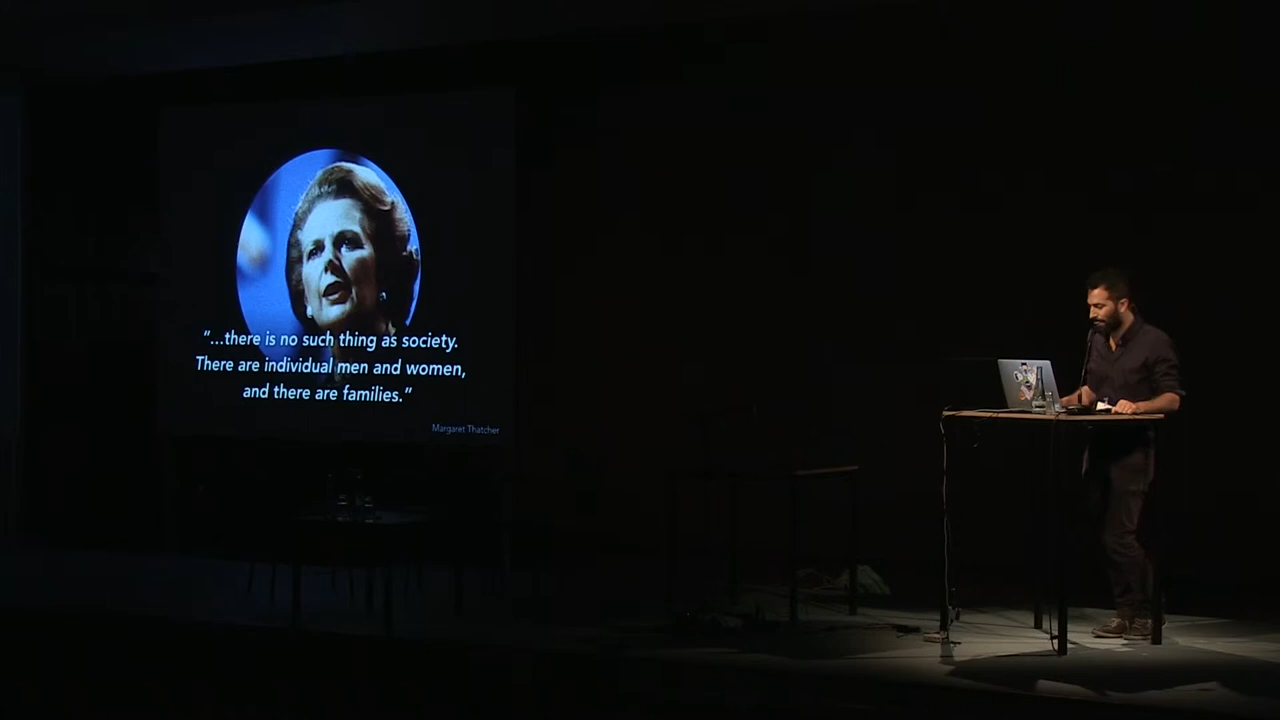 “...there is no such thing as society.
There are individual men and women,
and there are families.”
Margaret Thatcher